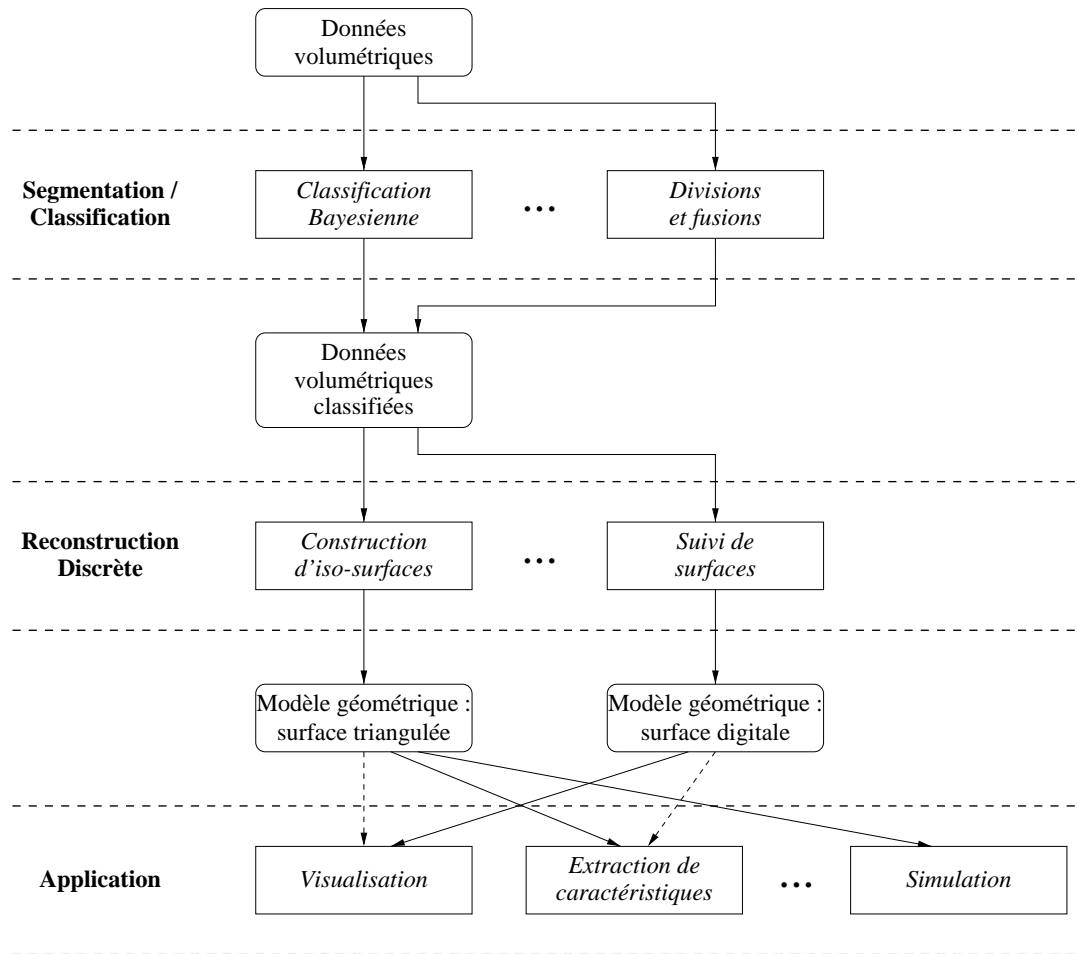 Données
volumétriques
Segmentation /
Classification
Classification
Bayesienne
...
Divisions
et fusions
Données
volumétriques
classifiées
Reconstruction
Discrète
Construction
d'iso-surfaces
...
Suivi de
surfaces
Modèle géométrique :
surface triangulée
Modèle géométrique :
surface digitale
Application
Visualisation
Extraction de
caractéristiques
...
Simulation